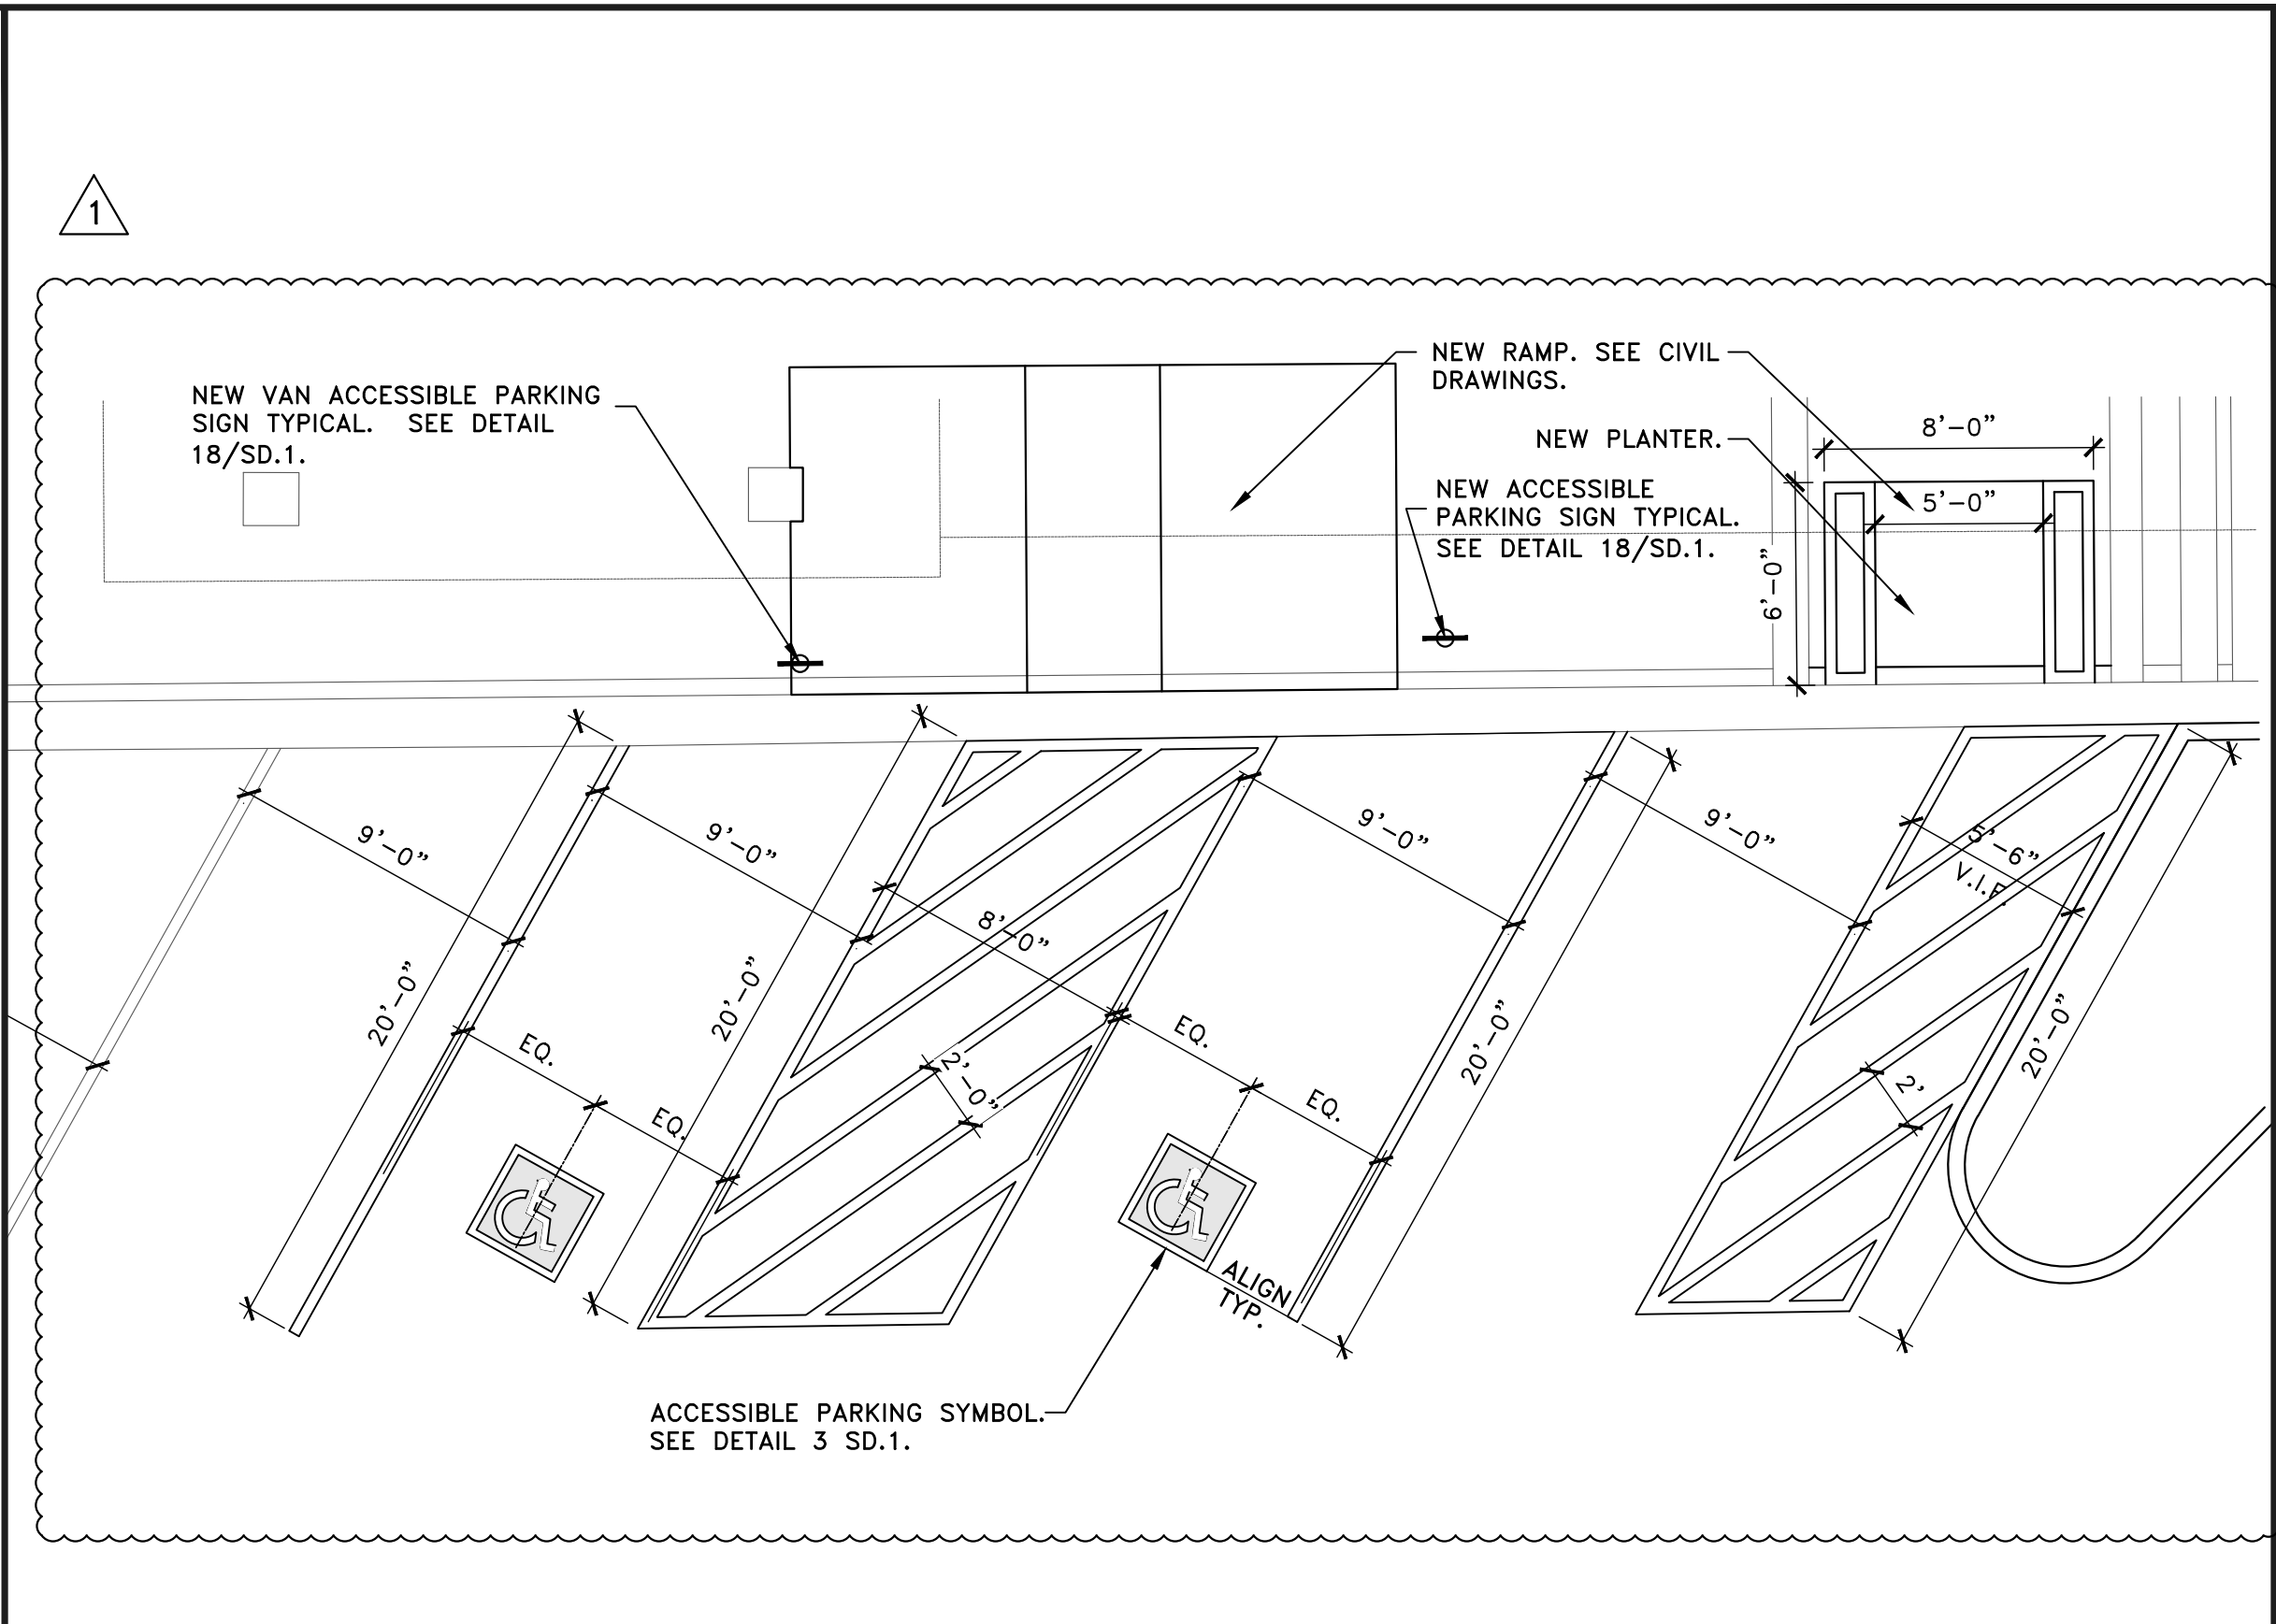 1
NEW VAN ACCESSIBLE PARKING
SIGN TYPICAL. SEE DETAIL
18/SD.1.
NEW RAMP. SEE CIVIL
DRAWINGS.
NEW PLANTER.
NEW ACCESSIBLE
PARKING SIGN TYPICAL.
SEE DETAIL 18/SD.1.
8'-0"
5'-0"
6'-0"
9'-0"
9'-0"
9'-0"
9'-0"
5'-6"
V.I.F.
8'-0"
20'-0"
20'-0"
20'-0"
20'-0"
EQ.
EQ.
EQ.
EQ.
2'-0"
2'
ALIGN
TYP.
ACCESSIBLE PARKING SYMBOL.
SEE DETAIL 3 SD.1.